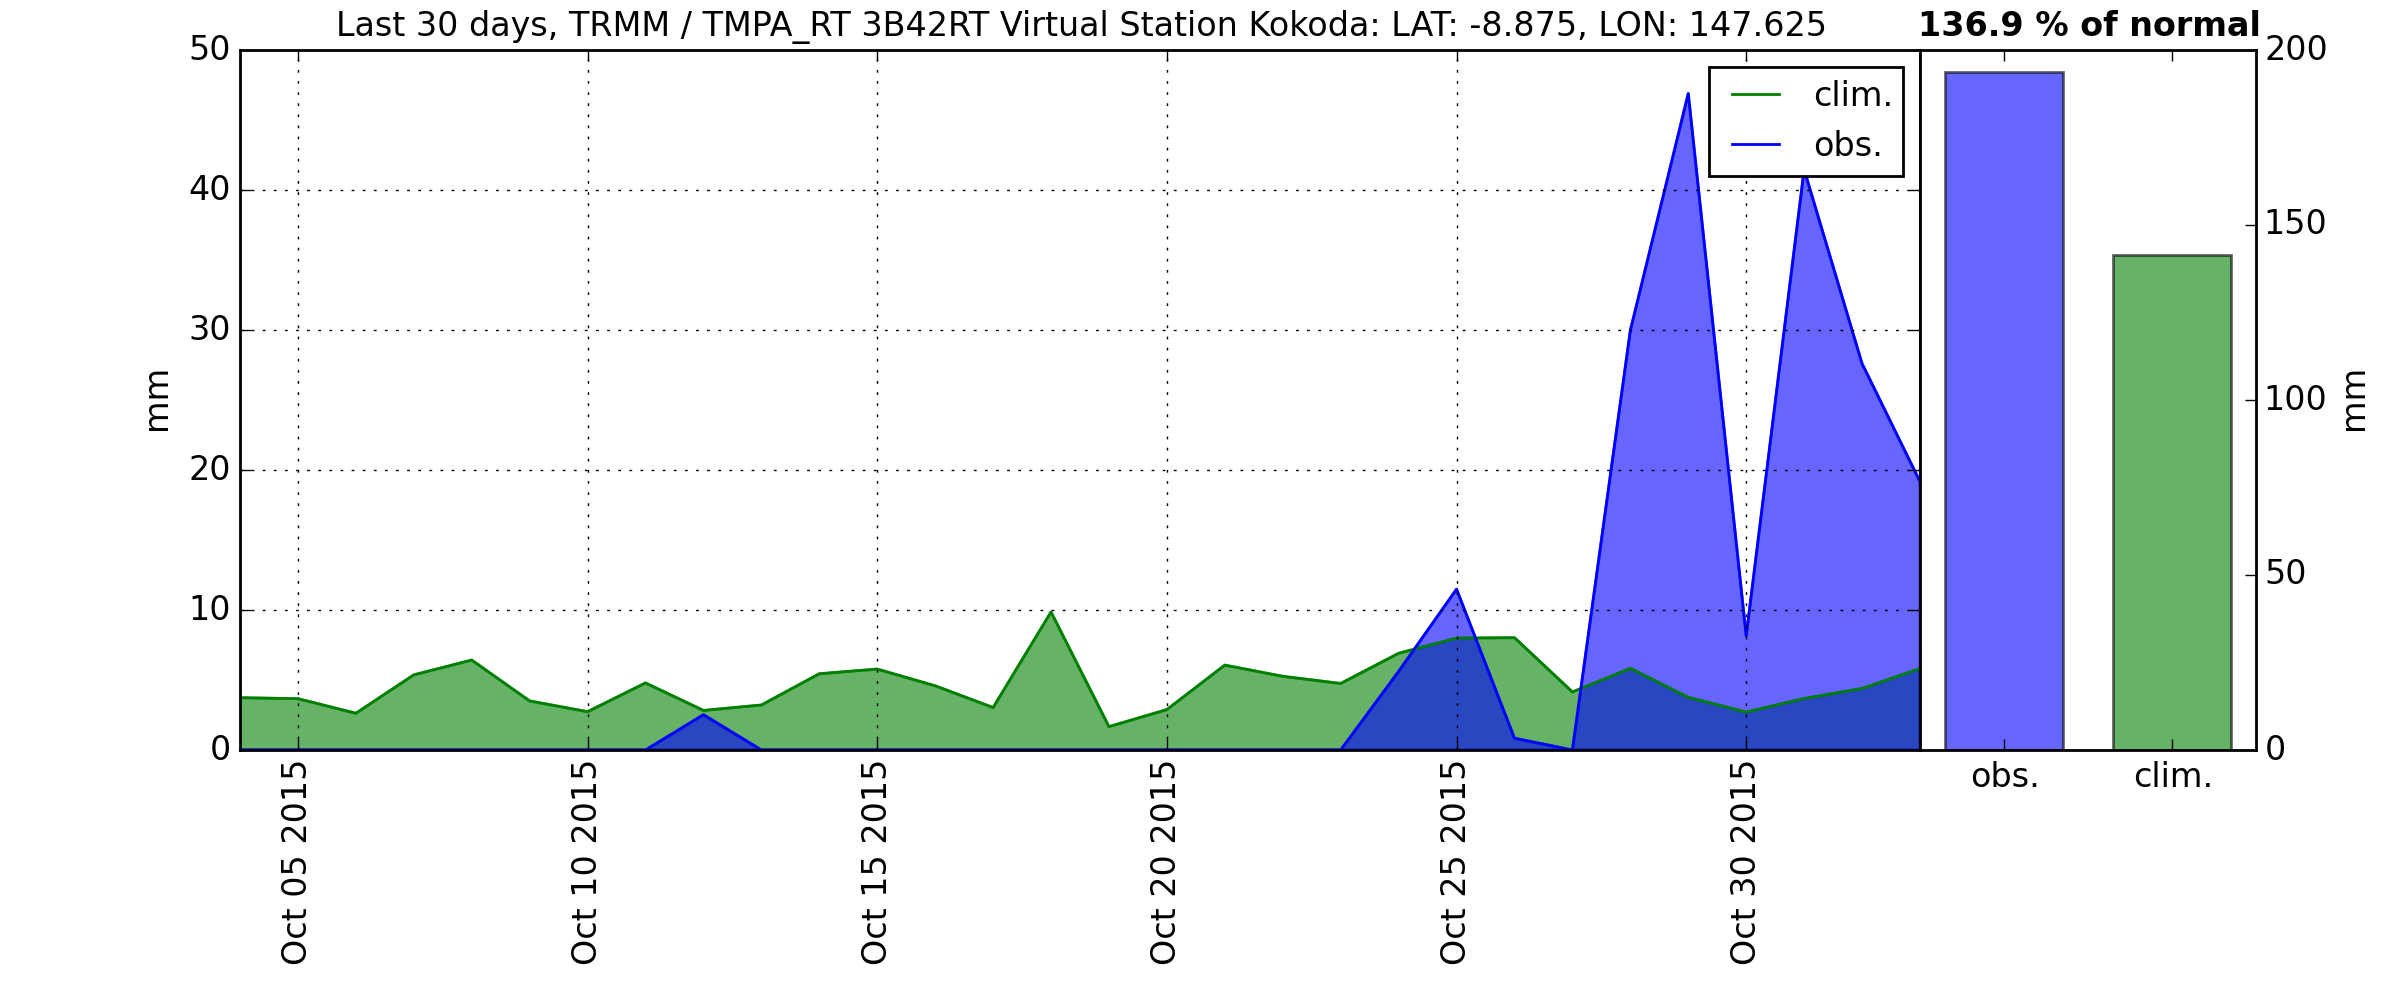 Last 30 days, TRMM / TMPA_RT 3B42RT Virtual Station Kokoda: LAT: -8.875, LON: 147.625
136.9 % of normal
50
40
30
20
10
0
mm
clim.
obs.
Oct 05 2015
Oct 10 2015
Oct 15 2015
Oct 20 2015
Oct 25 2015
Oct 30 2015
obs.
clim.
200
150
100
50
0
mm